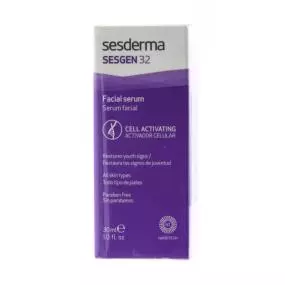 sesderma
SESGEN 32
Facial serum
Serum facial
CELL ACTIVATING
ACTIVADOR CELULAR
Restores youth signs /
Restaura los signos de juventud
All skin types
Todo tipo de pieles
Paraben free
Sin parabenos
30ml ℮
1.0 fl. oz